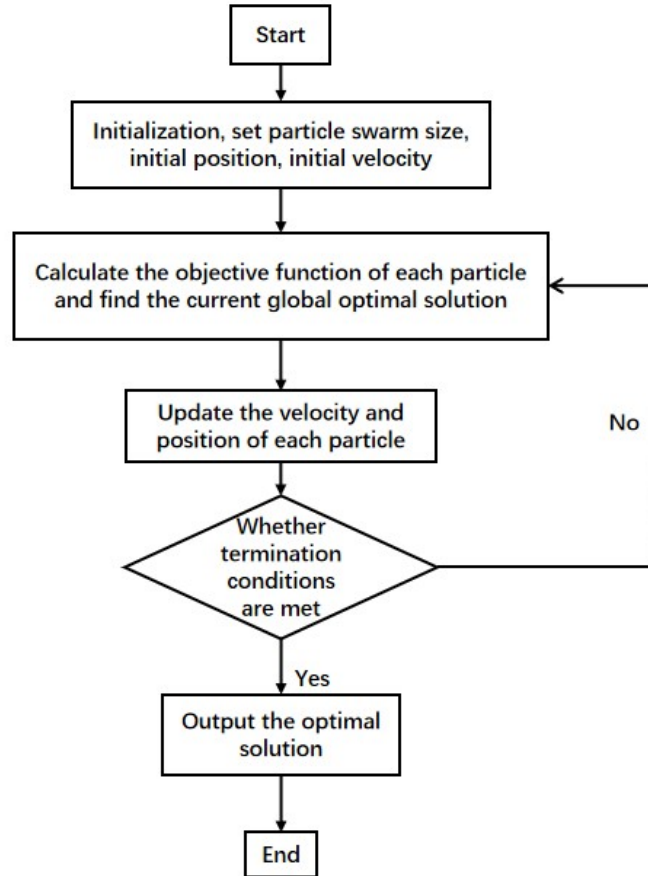 Start
Initialization, set particle swarm size,
initial position, initial velocity
Calculate the objective function of each particle
and find the current global optimal solution
Update the velocity and
position of each particle
No
Whether
termination
conditions
are met
Yes
Output the optimal
solution
End